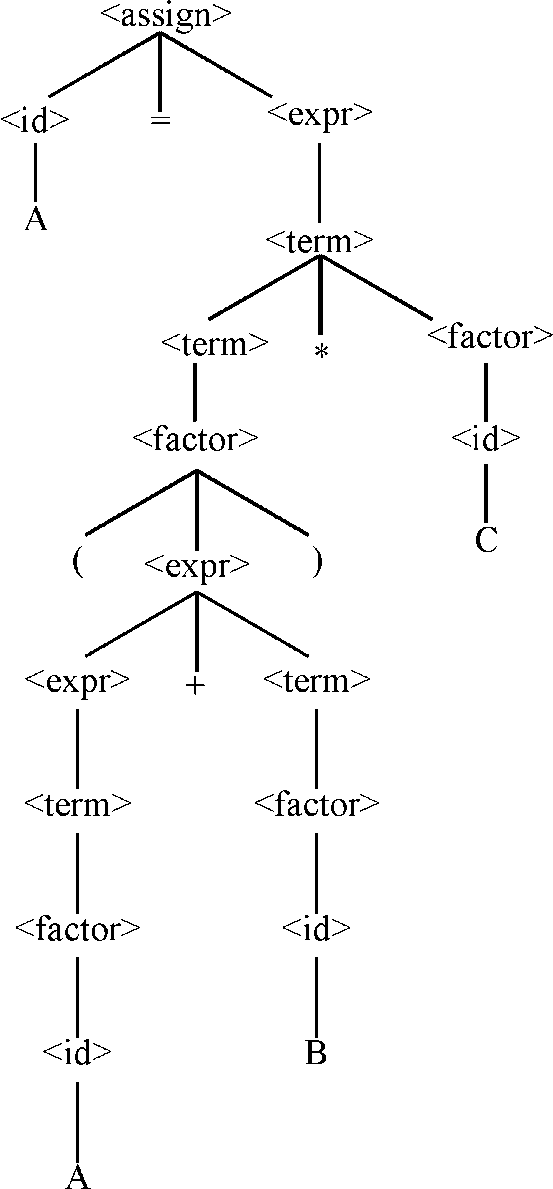 <assign>
<id> = <expr>
A
<term>
<term> * <factor>
<factor> <id>
C
( <expr> )
<expr> + <term>
<term> <factor>
<factor> <id>
<id> B
A